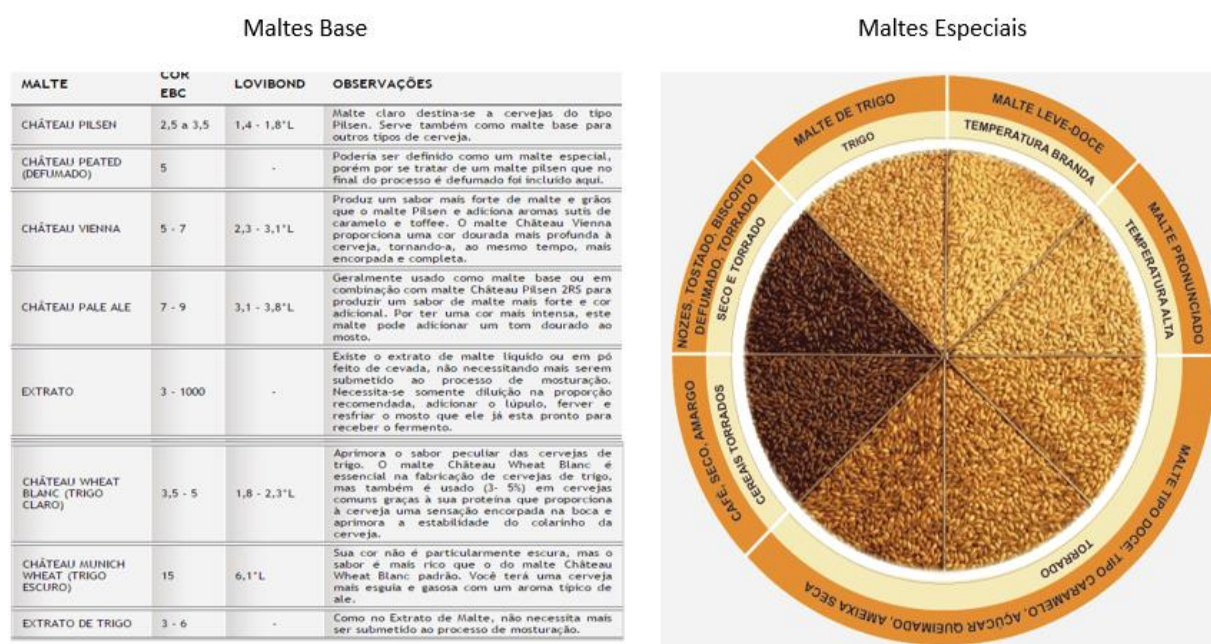 Maltes Base
Maltes Especiais
MALTE
COR EBC
LOVIBOND
OBSERVAÇÕES
CHÂTEAU PILSEN
2,5 a 3,5
1,4 - 1,8°L
Malte claro destina-se a cervejas do tipo
Pilsen. Serve também como malte base para
outros tipos de cerveja.
CHÂTEAU PEATED
(DEFUMADO)
5
-
Poderia ser definido como um malte especial,
porém por se tratar de um malte pilsen que no
final do processo é defumado foi incluído aqui.
CHÂTEAU VIENNA
5 - 7
2,3 - 3,1°L
Produz um sabor mais forte de malte e grãos
que o malte Pilsen e adiciona aromas sutis de
caramelo e toffee. O malte Château Vienna
proporciona uma cor dourada mais profunda à
cerveja, tornando-a, ao mesmo tempo, mais
encorpada e completa.
CHÂTEAU PALE ALE
7 - 9
3,1 - 3,8°L
Geralmente usado como malte base ou em
combinação com malte Château Pilsen 2RS para
produzir um sabor de malte mais forte e cor
adicional. Por ter uma cor mais intensa, este
malte pode adicionar um tom dourado ao
mosto.
EXTRATO
3 - 1000
-
Existe o extrato de malte líquido ou em pó
feito de cevada, não necessitando mais serem
submetido ao processo de mosturação.
Necessita-se somente diluição na proporção
recomendada, adicionar o lúpulo, ferver e
resfriar o mosto que ele já esta pronto para
receber o fermento.
CHÂTEAU WHEAT
BLANC (TRIGO
CLARO)
3,5 - 5
1,8 - 2,3°L
Aprimora o sabor peculiar das cervejas de
trigo. O malte Château Wheat Blanc é
essencial na fabricação de cervejas de trigo,
mas também é usado (3- 5%) em cervejas
comuns graças à sua proteína que proporciona
à cerveja uma sensação encorpada na boca e
aprimora a estabilidade do colarinho da
cerveja.
CHÂTEAU MUNICH
WHEAT (TRIGO
ESCURO)
15
6,1°L
Sua cor não é particularmente escura, mas o
sabor é mais rico que o do malte Château
Wheat Blanc padrão. Você terá uma cerveja
mais esguia e gasosa com um aroma típico de
ale.
EXTRATO DE TRIGO
3 - 6
-
Como no Extrato de Malte, não necessita mais
ser submetido ao processo de mosturação.
MALTE DE TRIGO
TRIGO
MALTE LEVE-DOCE
TEMPERATURA BRANDA
MALTE PRONUNCIADO
TEMPERATURA ALTA
MALTE TIPO DOCE, TIPO CARAMELO, AÇÚCAR QUEIMADO, AMEIXA SECA
TORRADO
CAFÉ, SECO, AMARGO
CEREAIS TORRADOS
NOZES, TOSTADO, BISCOITO
DEFUMADO, TORRADO
SECO E TORRADO